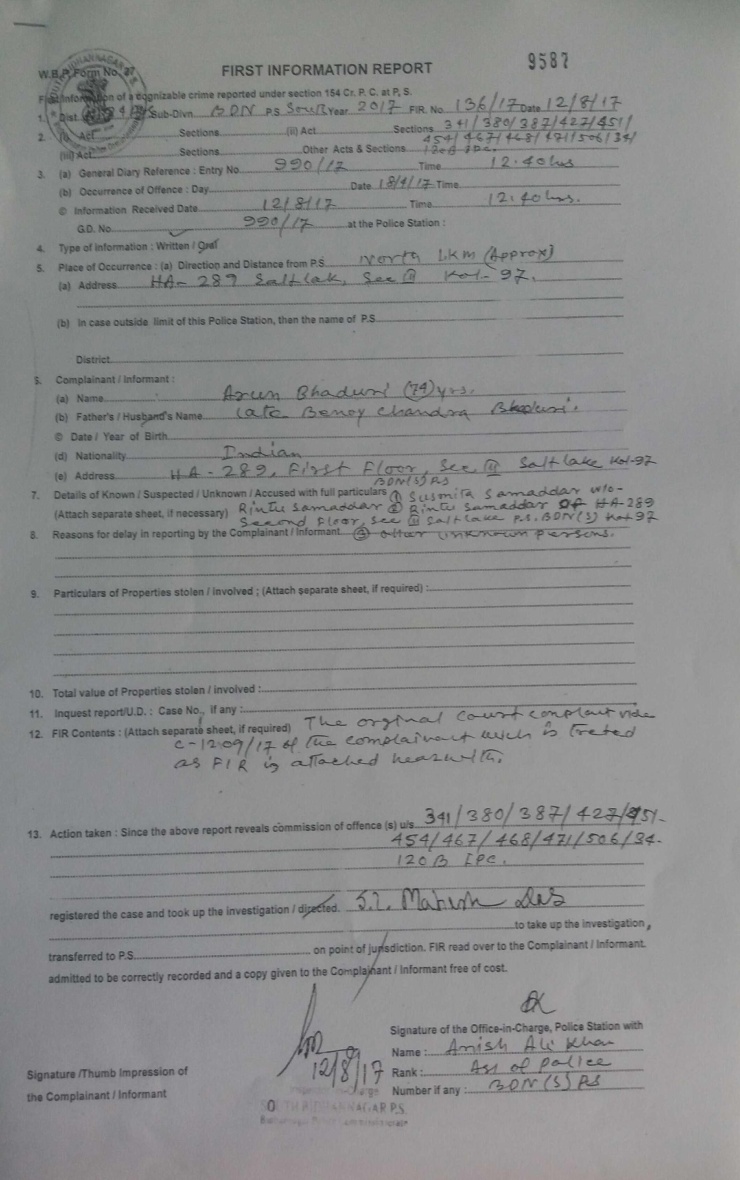 9587
FIRST INFORMATION REPORT
W.B.P. Form No.
First Information of a cognizable crime reported under section 154 Cr. P. C. at P, S.
1. Dist. Sub-Divn. BDN P.S South Year 2017 FIR. No. 136/17 Date 12/8/17
2. (i) Act Sections (ii) Act Sections 341/380/387/427/451/
454/467/468/471/506/34/
(iii) Act Sections Other Acts & Sections 120B IPC.
3. (a) General Diary Reference : Entry No. 990/17 Time 12.40 hrs
(b) Occurrence of Offence : Day Date 18/4/17 Time
© Information Received Date 12/8/17 Time 12.40 hrs.
G.D. No. 990/17 at the Police Station :
4. Type of information : Written / Oral
5. Place of Occurrence : (a) Direction and Distance from P.S. North 1.KM (Approx)
(a) Address HA-289 Saltlak, Sec III Kol-97.
(b) in case outside limit of this Police Station, then the name of P.S
District
5. Complainant / Informant :
(a) Name Arun Bhaduri (74) yrs.
(b) Father's / Husband's Name Late Benoy Chandra Bhaduri.
© Date / Year of Birth
(d) Nationality Indian
(e) Address HA-289, First Floor, Sec III Saltlake Kol-97
BDN(S) PS
7. Details of Known / Suspected / Unknown / Accused with full particulars ① Susmita Samaddar w/o-
(Attach separate sheet, if necessary) Rintu Samaddar ② Rintu Samaddar of HA-289
Second Floor, Sec III Saltlake P.S. BDN(S) Kol 97
8. Reasons for delay in reporting by the Complainant / Informant ③ other unknown persons.
9. Particulars of Properties stolen / involved ; (Attach separate sheet, if required) :
10. Total value of Properties stolen / involved :
11. Inquest report/U.D. : Case No., if any :
12. FIR Contents : (Attach separate sheet, if required) The orginal Court complaint vide
C-1209/17 of the complainant which is treted
as FIR is attached hearwith.
13. Action taken : Since the above report reveals commission of offence (s) u/s 341/380/387/427/451-
454/467/468/471/506/34-
120B IPC.
registered the case and took up the investigation / directed. S.I. Das
to take up the investigation,
transferred to P.S. on point of jurisdiction. FIR read over to the Complainant / Informant.
admitted to be correctly recorded and a copy given to the Complainant / Informant free of cost.
Signature of the Office-in-Charge, Police Station with
12/8/17
Name : Anish Ali Khan
Signature /Thumb Impression of
Rank : of police
the Complainant / Informant
Number if any : BDN(S) PS
SOUTH BIDHANNAGAR P.S.